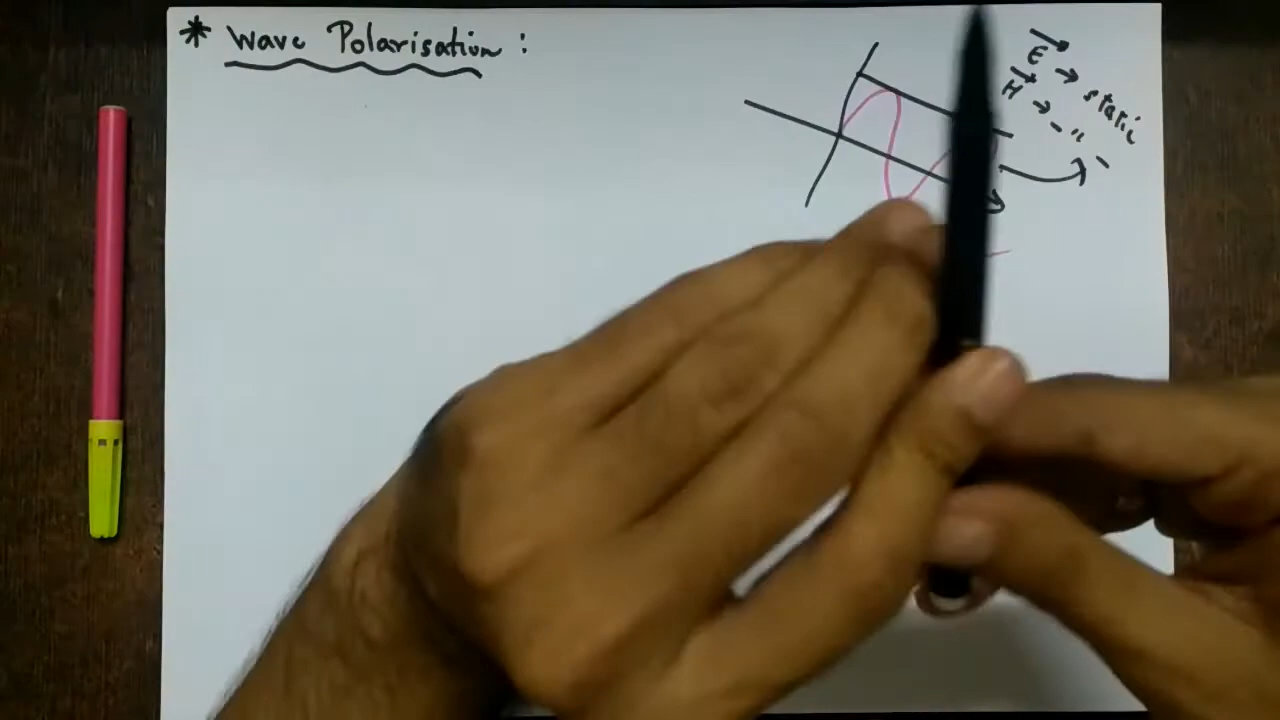 * Wave Polarisation :
E → static
H → - " -